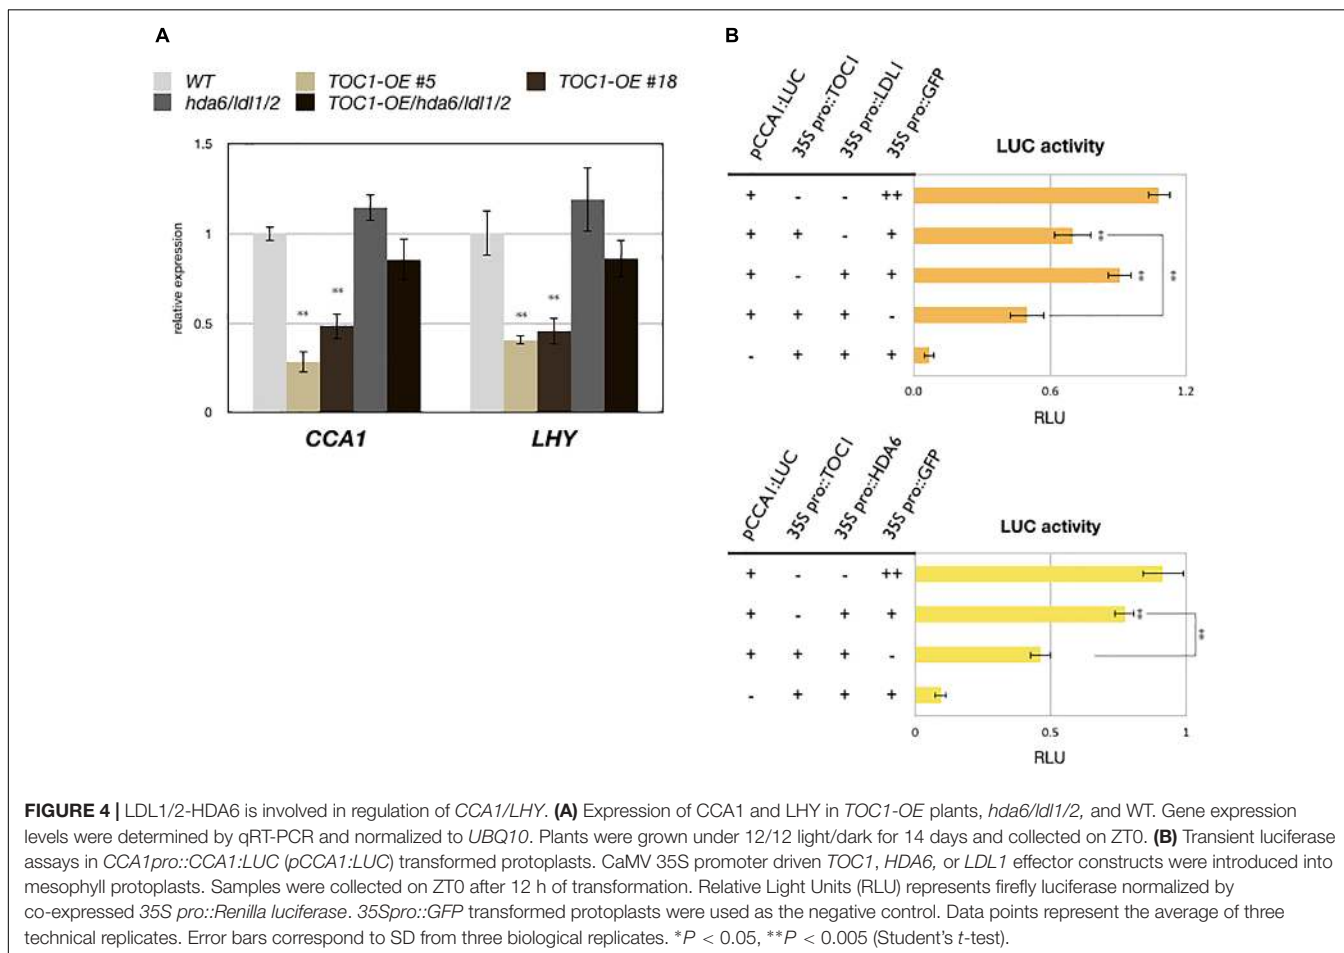 A
WT
TOC1-OE #5
TOC1-OE #18
hda6/ldl1/2
TOC1-OE/hda6/ldl1/2
relative expression
1.5
1
0.5
0
**
**
**
**
CCA1
LHY
B
pCCA1:LUC
35S pro::TOC1
35S pro::LDL1
35S pro::GFP
LUC activity
+ - - ++
+ + - + ** **
+ - + + **
+ + + -
- + + +
0.0 0.6 1.2
RLU
pCCA1:LUC
35S pro::TOC1
35S pro::HDA6
35S pro::GFP
LUC activity
+ - - ++
+ - + + ** **
+ + + -
- + + +
0 0.5 1
RLU
FIGURE 4 | LDL1/2-HDA6 is involved in regulation of CCA1/LHY. (A) Expression of CCA1 and LHY in TOC1-OE plants, hda6/ldl1/2, and WT. Gene expression
levels were determined by qRT-PCR and normalized to UBQ10. Plants were grown under 12/12 light/dark for 14 days and collected on ZT0. (B) Transient luciferase
assays in CCA1pro::CCA1:LUC (pCCA1:LUC) transformed protoplasts. CaMV 35S promoter driven TOC1, HDA6, or LDL1 effector constructs were introduced into
mesophyll protoplasts. Samples were collected on ZT0 after 12 h of transformation. Relative Light Units (RLU) represents firefly luciferase normalized by
co-expressed 35S pro::Renilla luciferase. 35Spro::GFP transformed protoplasts were used as the negative control. Data points represent the average of three
technical replicates. Error bars correspond to SD from three biological replicates. *P < 0.05, **P < 0.005 (Student's t-test).